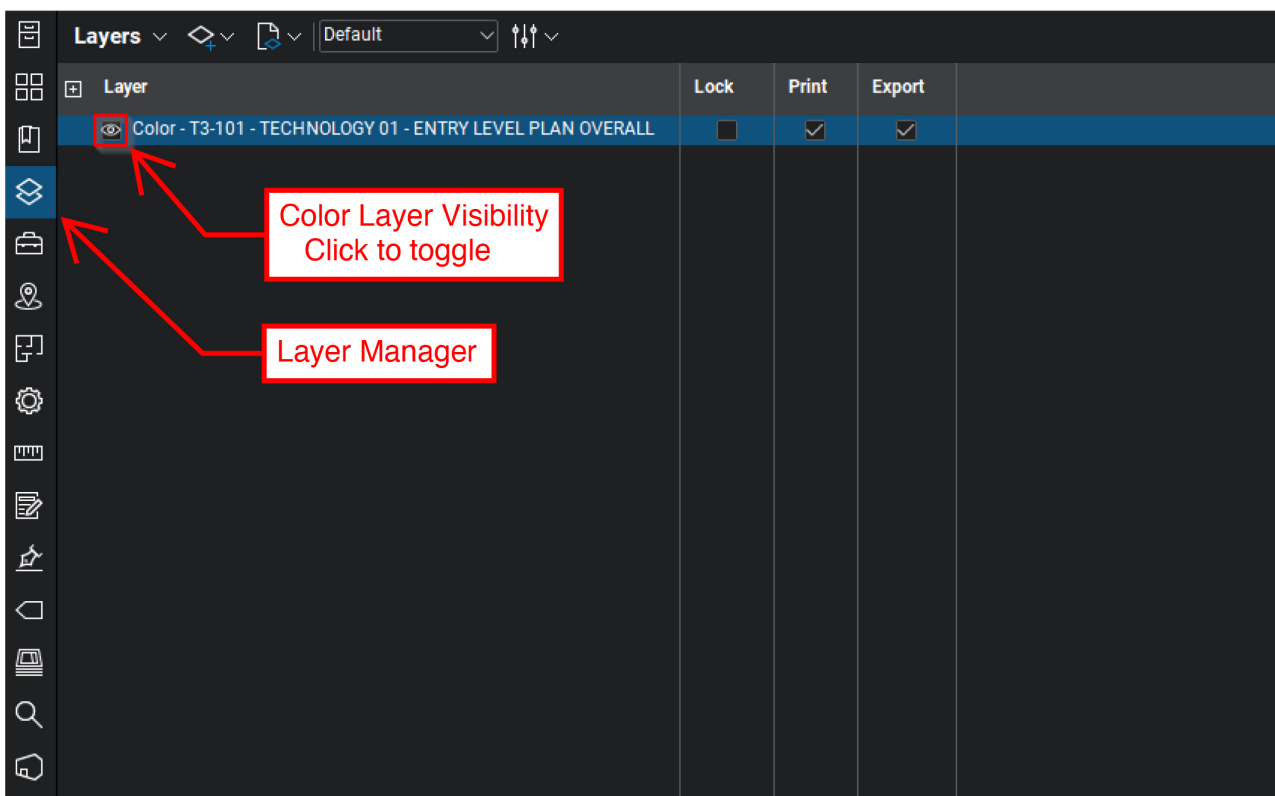 Layers
Default
Layer
Lock
Print
Export
Color - T3-101 - TECHNOLOGY 01 - ENTRY LEVEL PLAN OVERALL
Color Layer Visibility
Click to toggle
Layer Manager